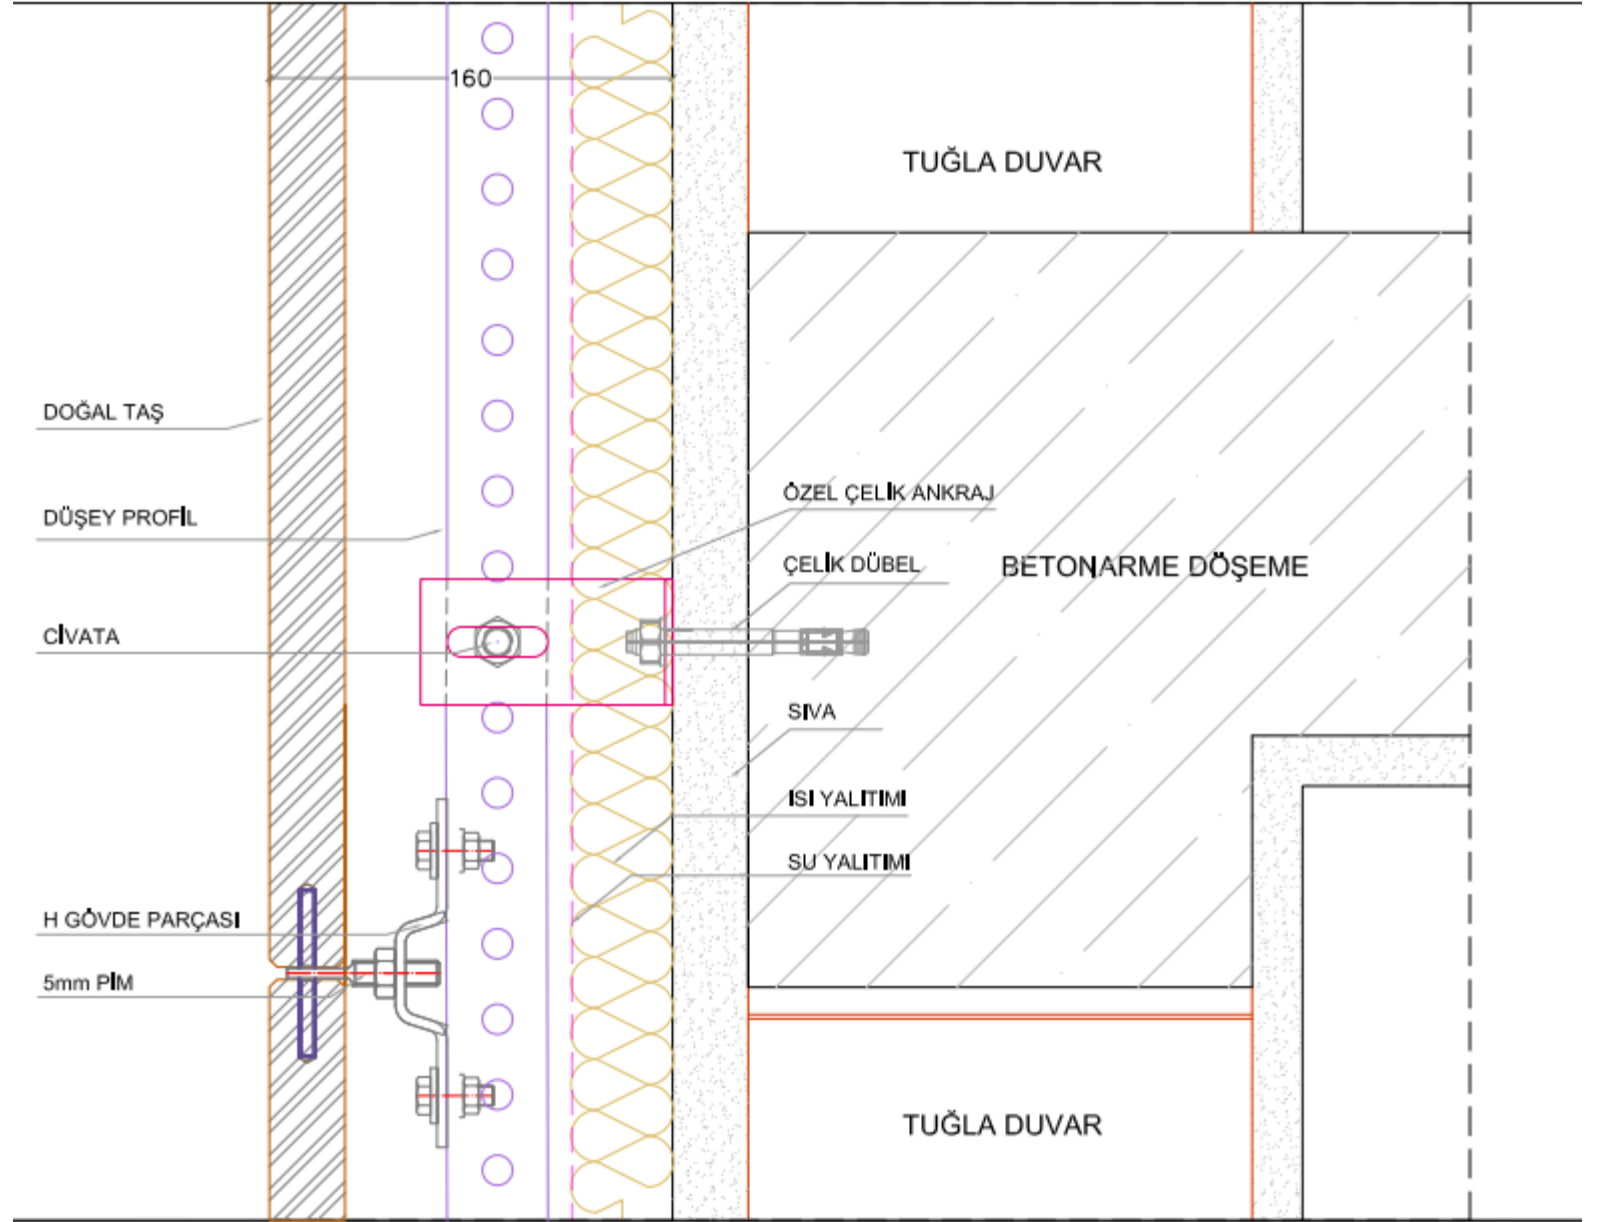 160
TUĞLA DUVAR
DOĞAL TAŞ
ÖZEL ÇELİK ANKRAJ
DÜŞEY PROFİL
ÇELİK DÜBEL
BETONARME DÖŞEME
CİVATA
SIVA
ISI YALITIMI
SU YALITIMI
H GÖVDE PARÇASI
5mm PİM
TUĞLA DUVAR